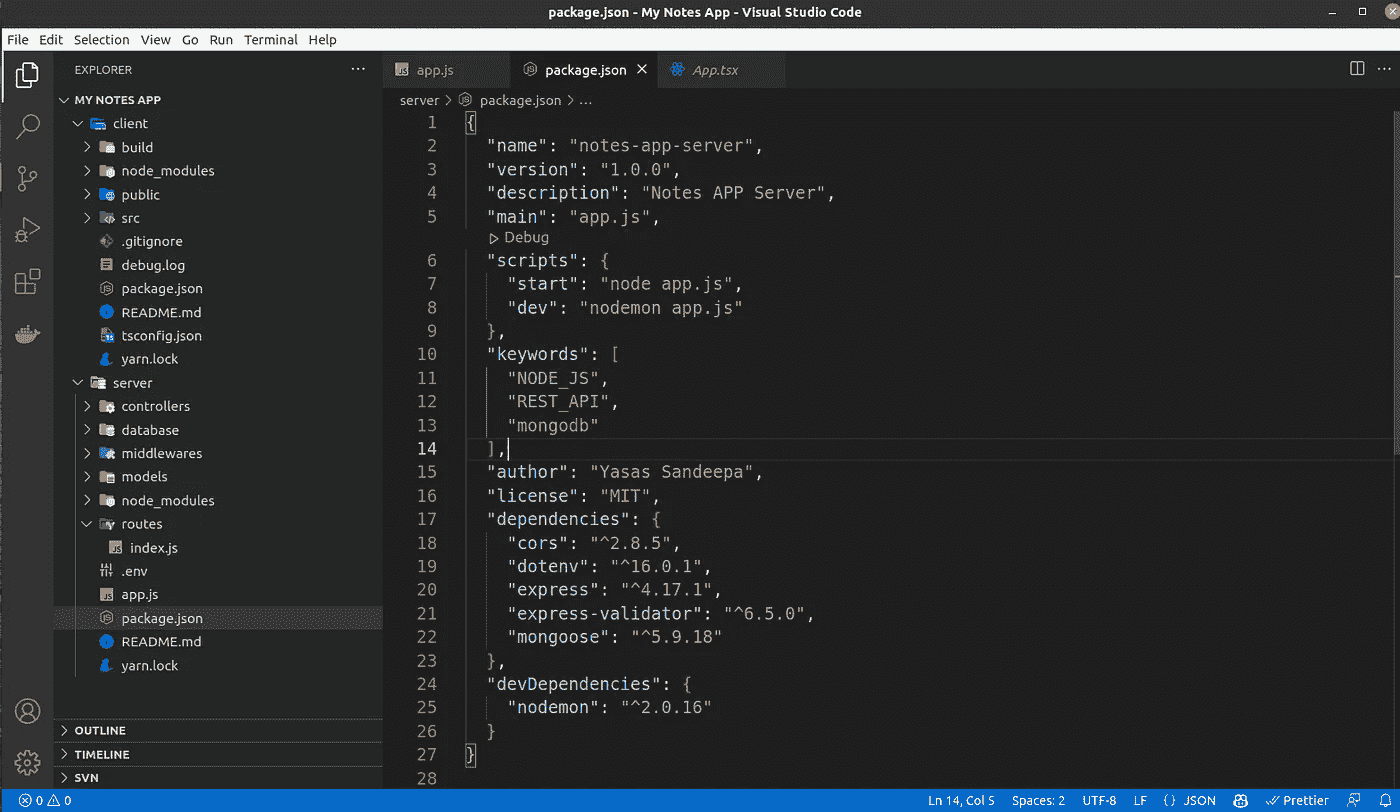 package.json - My Notes App - Visual Studio Code
File Edit Selection View Go Run Terminal Help
EXPLORER
MY NOTES APP
client
build
node_modules
public
src
.gitignore
debug.log
package.json
README.md
tsconfig.json
yarn.lock
server
controllers
database
middlewares
models
node_modules
routes
index.js
.env
app.js
package.json
README.md
yarn.lock
OUTLINE
TIMELINE
SVN
app.js package.json App.tsx
server > package.json > ...
1 {
2 "name": "notes-app-server",
3 "version": "1.0.0",
4 "description": "Notes APP Server",
5 "main": "app.js",
Debug
6 "scripts": {
7 "start": "node app.js",
8 "dev": "nodemon app.js"
9 },
10 "keywords": [
11 "NODE_JS",
12 "REST_API",
13 "mongodb"
14 ],
15 "author": "Yasas Sandeepa",
16 "license": "MIT",
17 "dependencies": {
18 "cors": "^2.8.5",
19 "dotenv": "^16.0.1",
20 "express": "^4.17.1",
21 "express-validator": "^6.5.0",
22 "mongoose": "^5.9.18"
23 },
24 "devDependencies": {
25 "nodemon": "^2.0.16"
26 }
27 }
28
0 0 Ln 14, Col 5 Spaces: 2 UTF-8 LF {} JSON Prettier